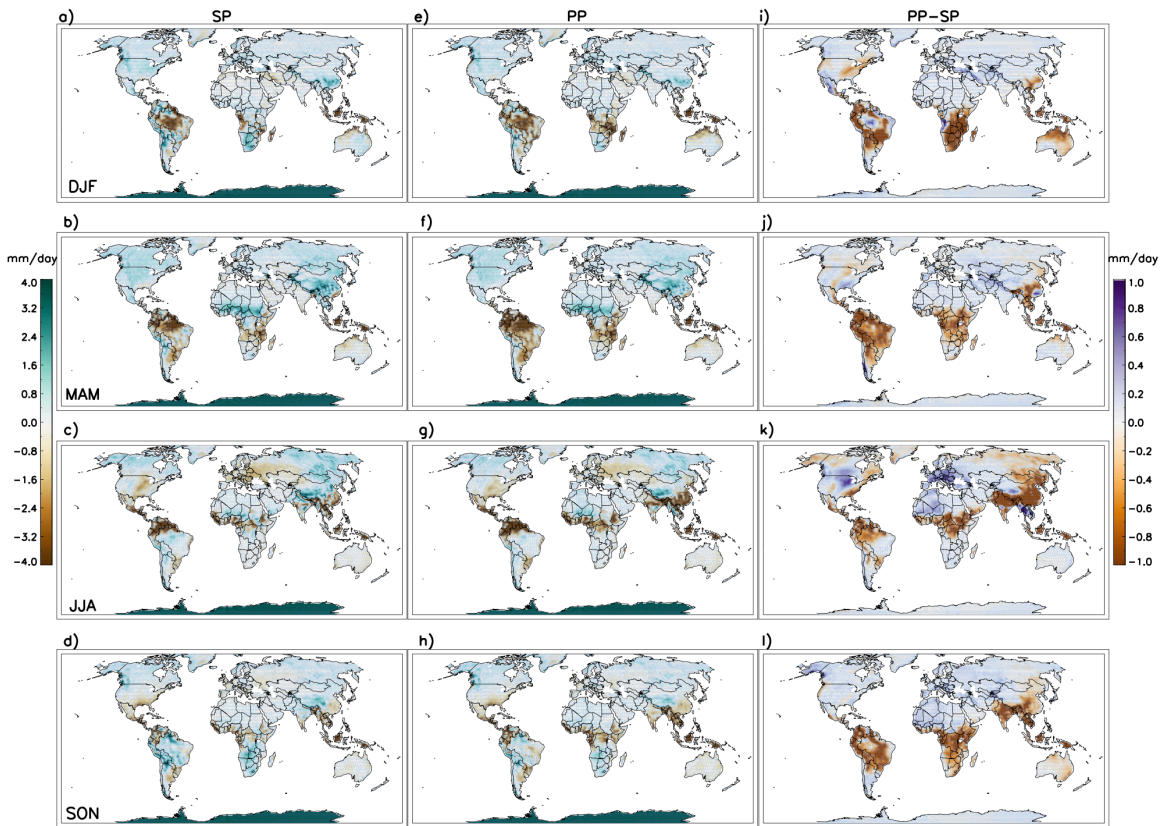 a) SP e) PP i) PP-SP
DJF
b) f) j)
mm/day mm/day
4.0 1.0
3.2 0.8
2.4 0.6
1.6 0.4
0.8 0.2
0.0 0.0
-0.8 -0.2
-1.6 -0.4
-2.4 -0.6
-3.2 -0.8
-4.0 -1.0
MAM
c) g) k)
JJA
d) h) l)
SON